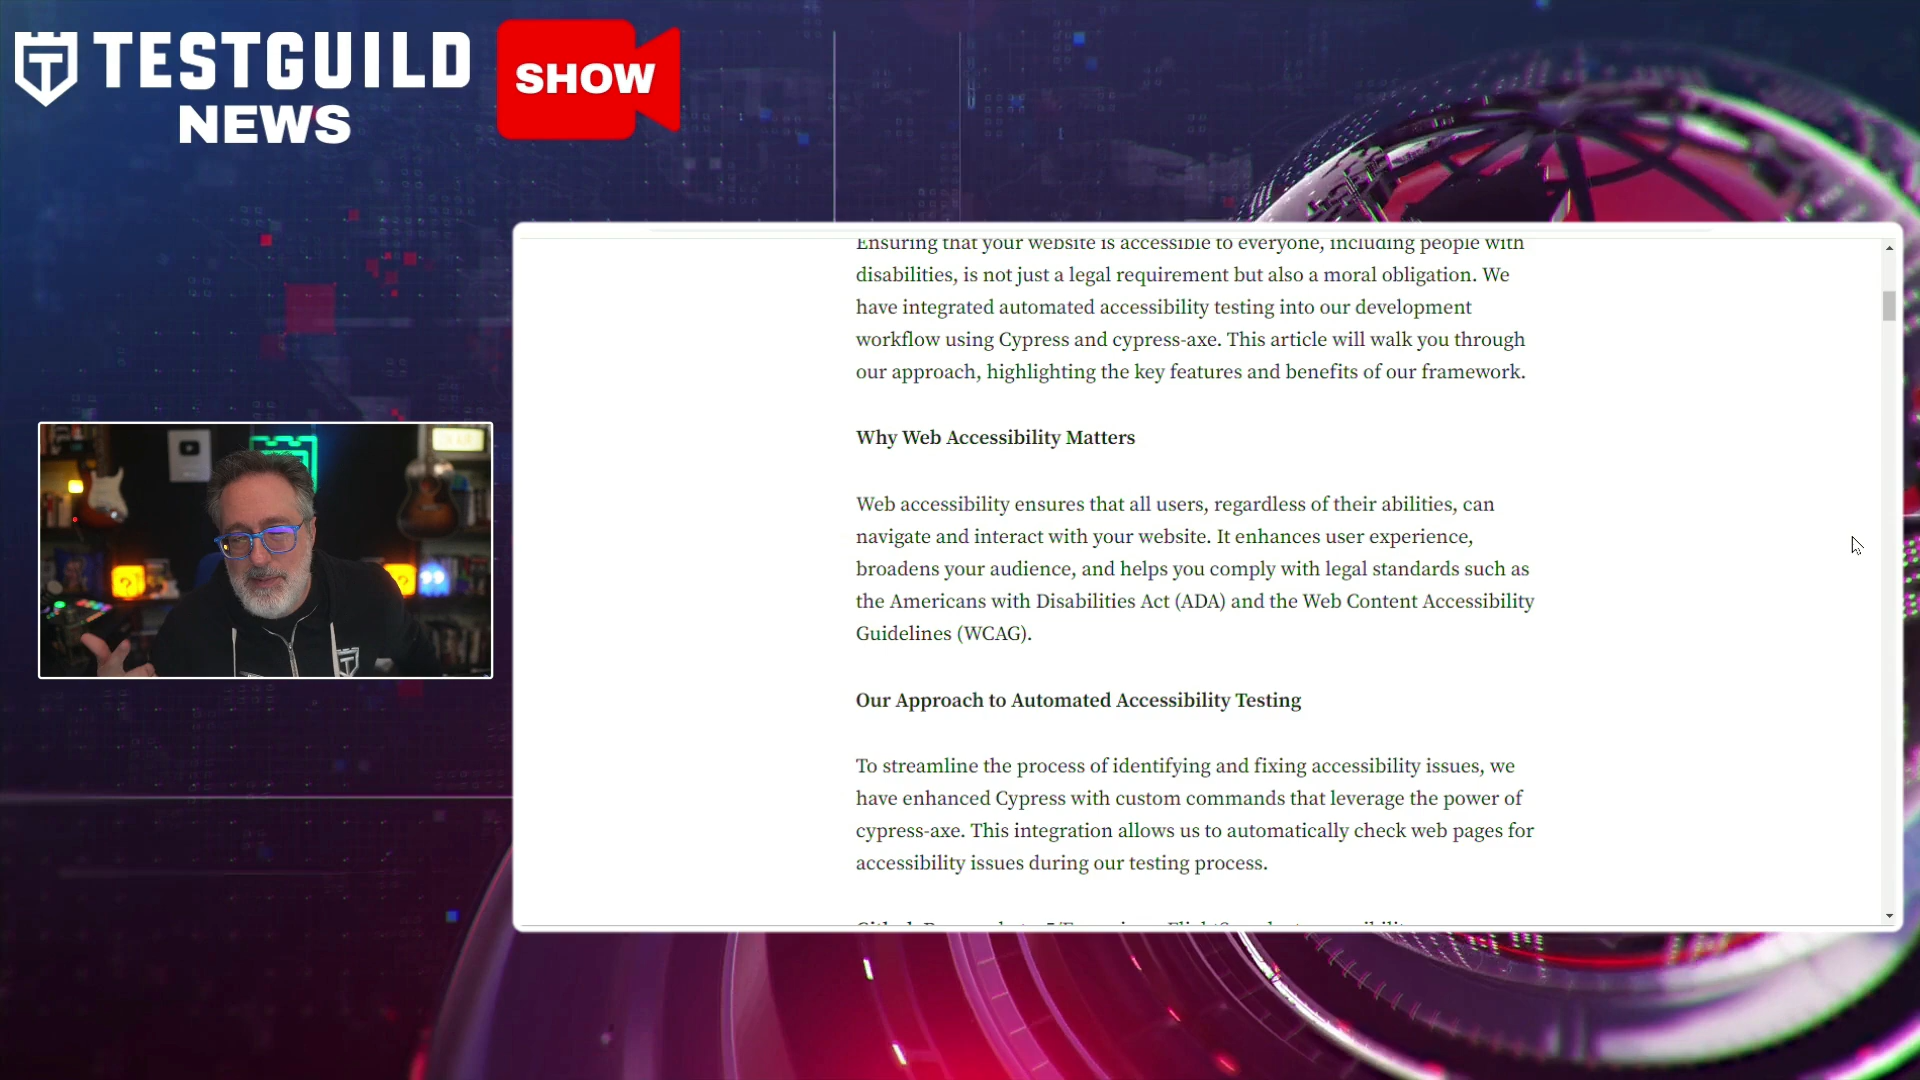 TESTGUILD
NEWS
SHOW
Ensuring that your website is accessible to everyone, including people with
disabilities, is not just a legal requirement but also a moral obligation. We
have integrated automated accessibility testing into our development
workflow using Cypress and cypress-axe. This article will walk you through
our approach, highlighting the key features and benefits of our framework.
Why Web Accessibility Matters
Web accessibility ensures that all users, regardless of their abilities, can
navigate and interact with your website. It enhances user experience,
broadens your audience, and helps you comply with legal standards such as
the Americans with Disabilities Act (ADA) and the Web Content Accessibility
Guidelines (WCAG).
Our Approach to Automated Accessibility Testing
To streamline the process of identifying and fixing accessibility issues, we
have enhanced Cypress with custom commands that leverage the power of
cypress-axe. This integration allows us to automatically check web pages for
accessibility issues during our testing process.